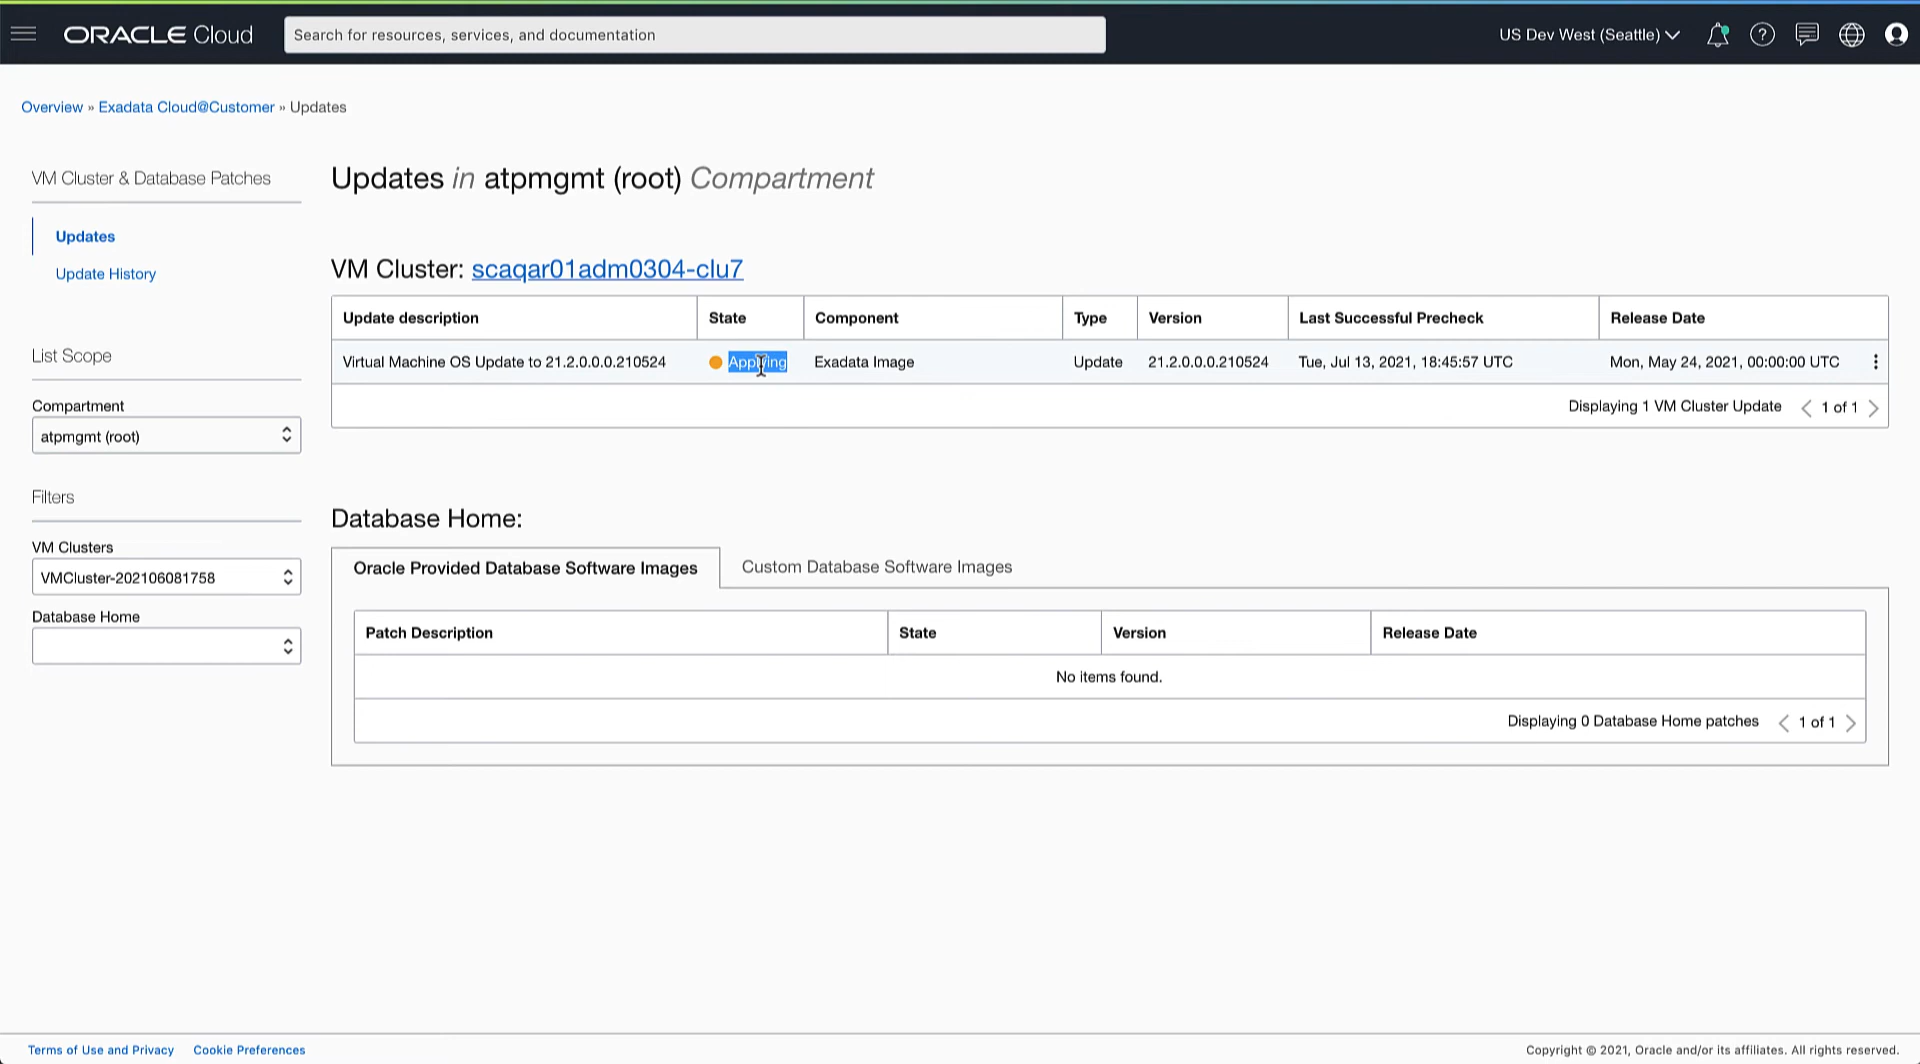 ORACLE Cloud
Search for resources, services, and documentation
US Dev West (Seattle)
Overview » Exadata Cloud@Customer » Updates
VM Cluster & Database Patches
Updates
Update History
List Scope
Compartment
atpmgmt (root)
Filters
VM Clusters
VMCluster-202106081758
Database Home
Updates in atpmgmt (root) Compartment
VM Cluster: scaqar01adm0304-clu7
Update description State Component Type Version Last Successful Precheck Release Date
Virtual Machine OS Update to 21.2.0.0.0.210524 Applying Exadata Image Update 21.2.0.0.0.210524 Tue, Jul 13, 2021, 18:45:57 UTC Mon, May 24, 2021, 00:00:00 UTC
Displaying 1 VM Cluster Update < 1 of 1 >
Database Home:
Oracle Provided Database Software Images Custom Database Software Images
Patch Description State Version Release Date
No items found.
Displaying 0 Database Home patches < 1 of 1 >
Terms of Use and Privacy Cookie Preferences
Copyright © 2021, Oracle and/or its affiliates. All rights reserved.